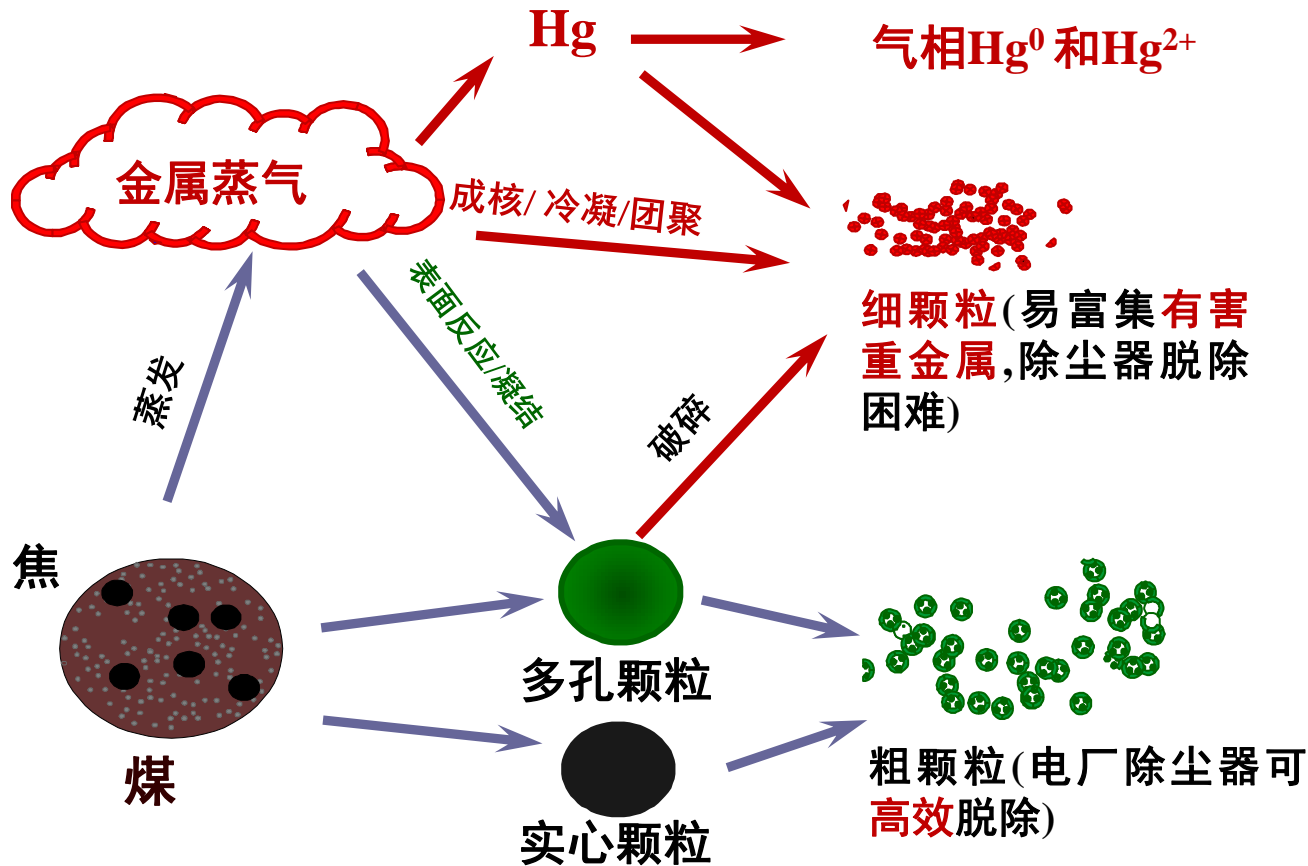 Hg
气相Hg⁰ 和Hg²⁺
金属蒸气
成核/ 冷凝/团聚
表面反应/凝结
细颗粒(易富集有害
重金属,除尘器脱除
困难)
蒸发
破碎
焦
煤
多孔颗粒
实心颗粒
粗颗粒(电厂除尘器可
高效脱除)